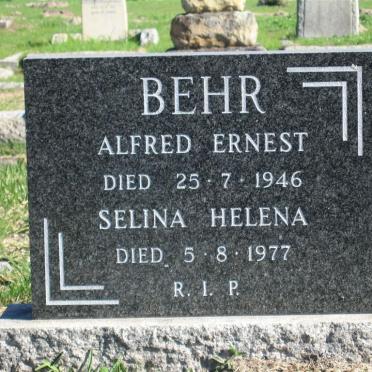 BEHR
ALFRED ERNEST
DIED 25·7·1946
SELINA HELENA
DIED 5·8·1977
R.I.P.